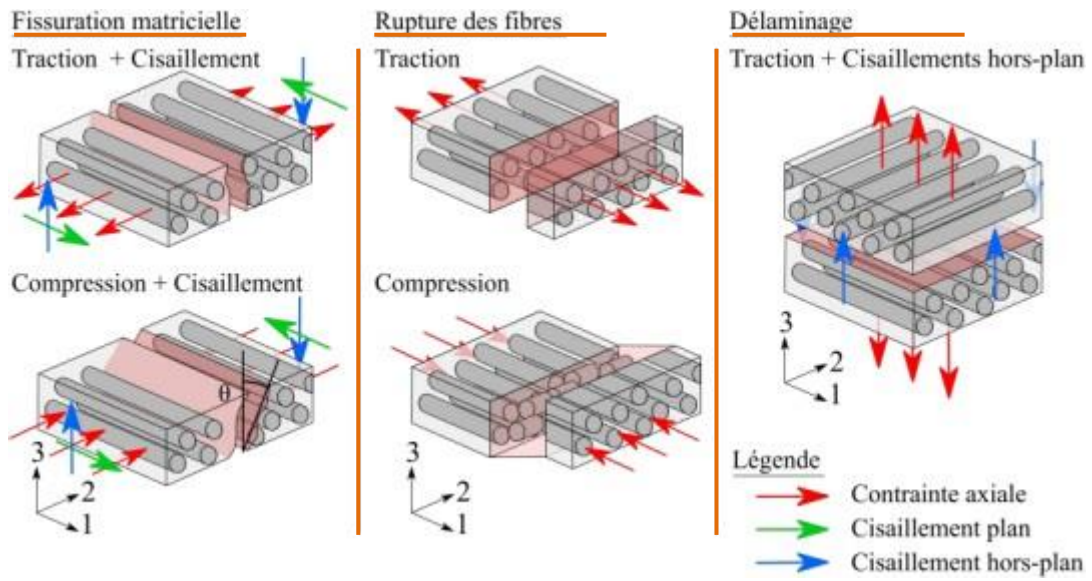 Fissuration matricielle
Traction + Cisaillement
Compression + Cisaillement
θ
3
2
1
Rupture des fibres
Traction
Compression
3
2
1
Délaminage
Traction + Cisaillements hors-plan
3
2
1
Légende
Contrainte axiale
Cisaillement plan
Cisaillement hors-plan